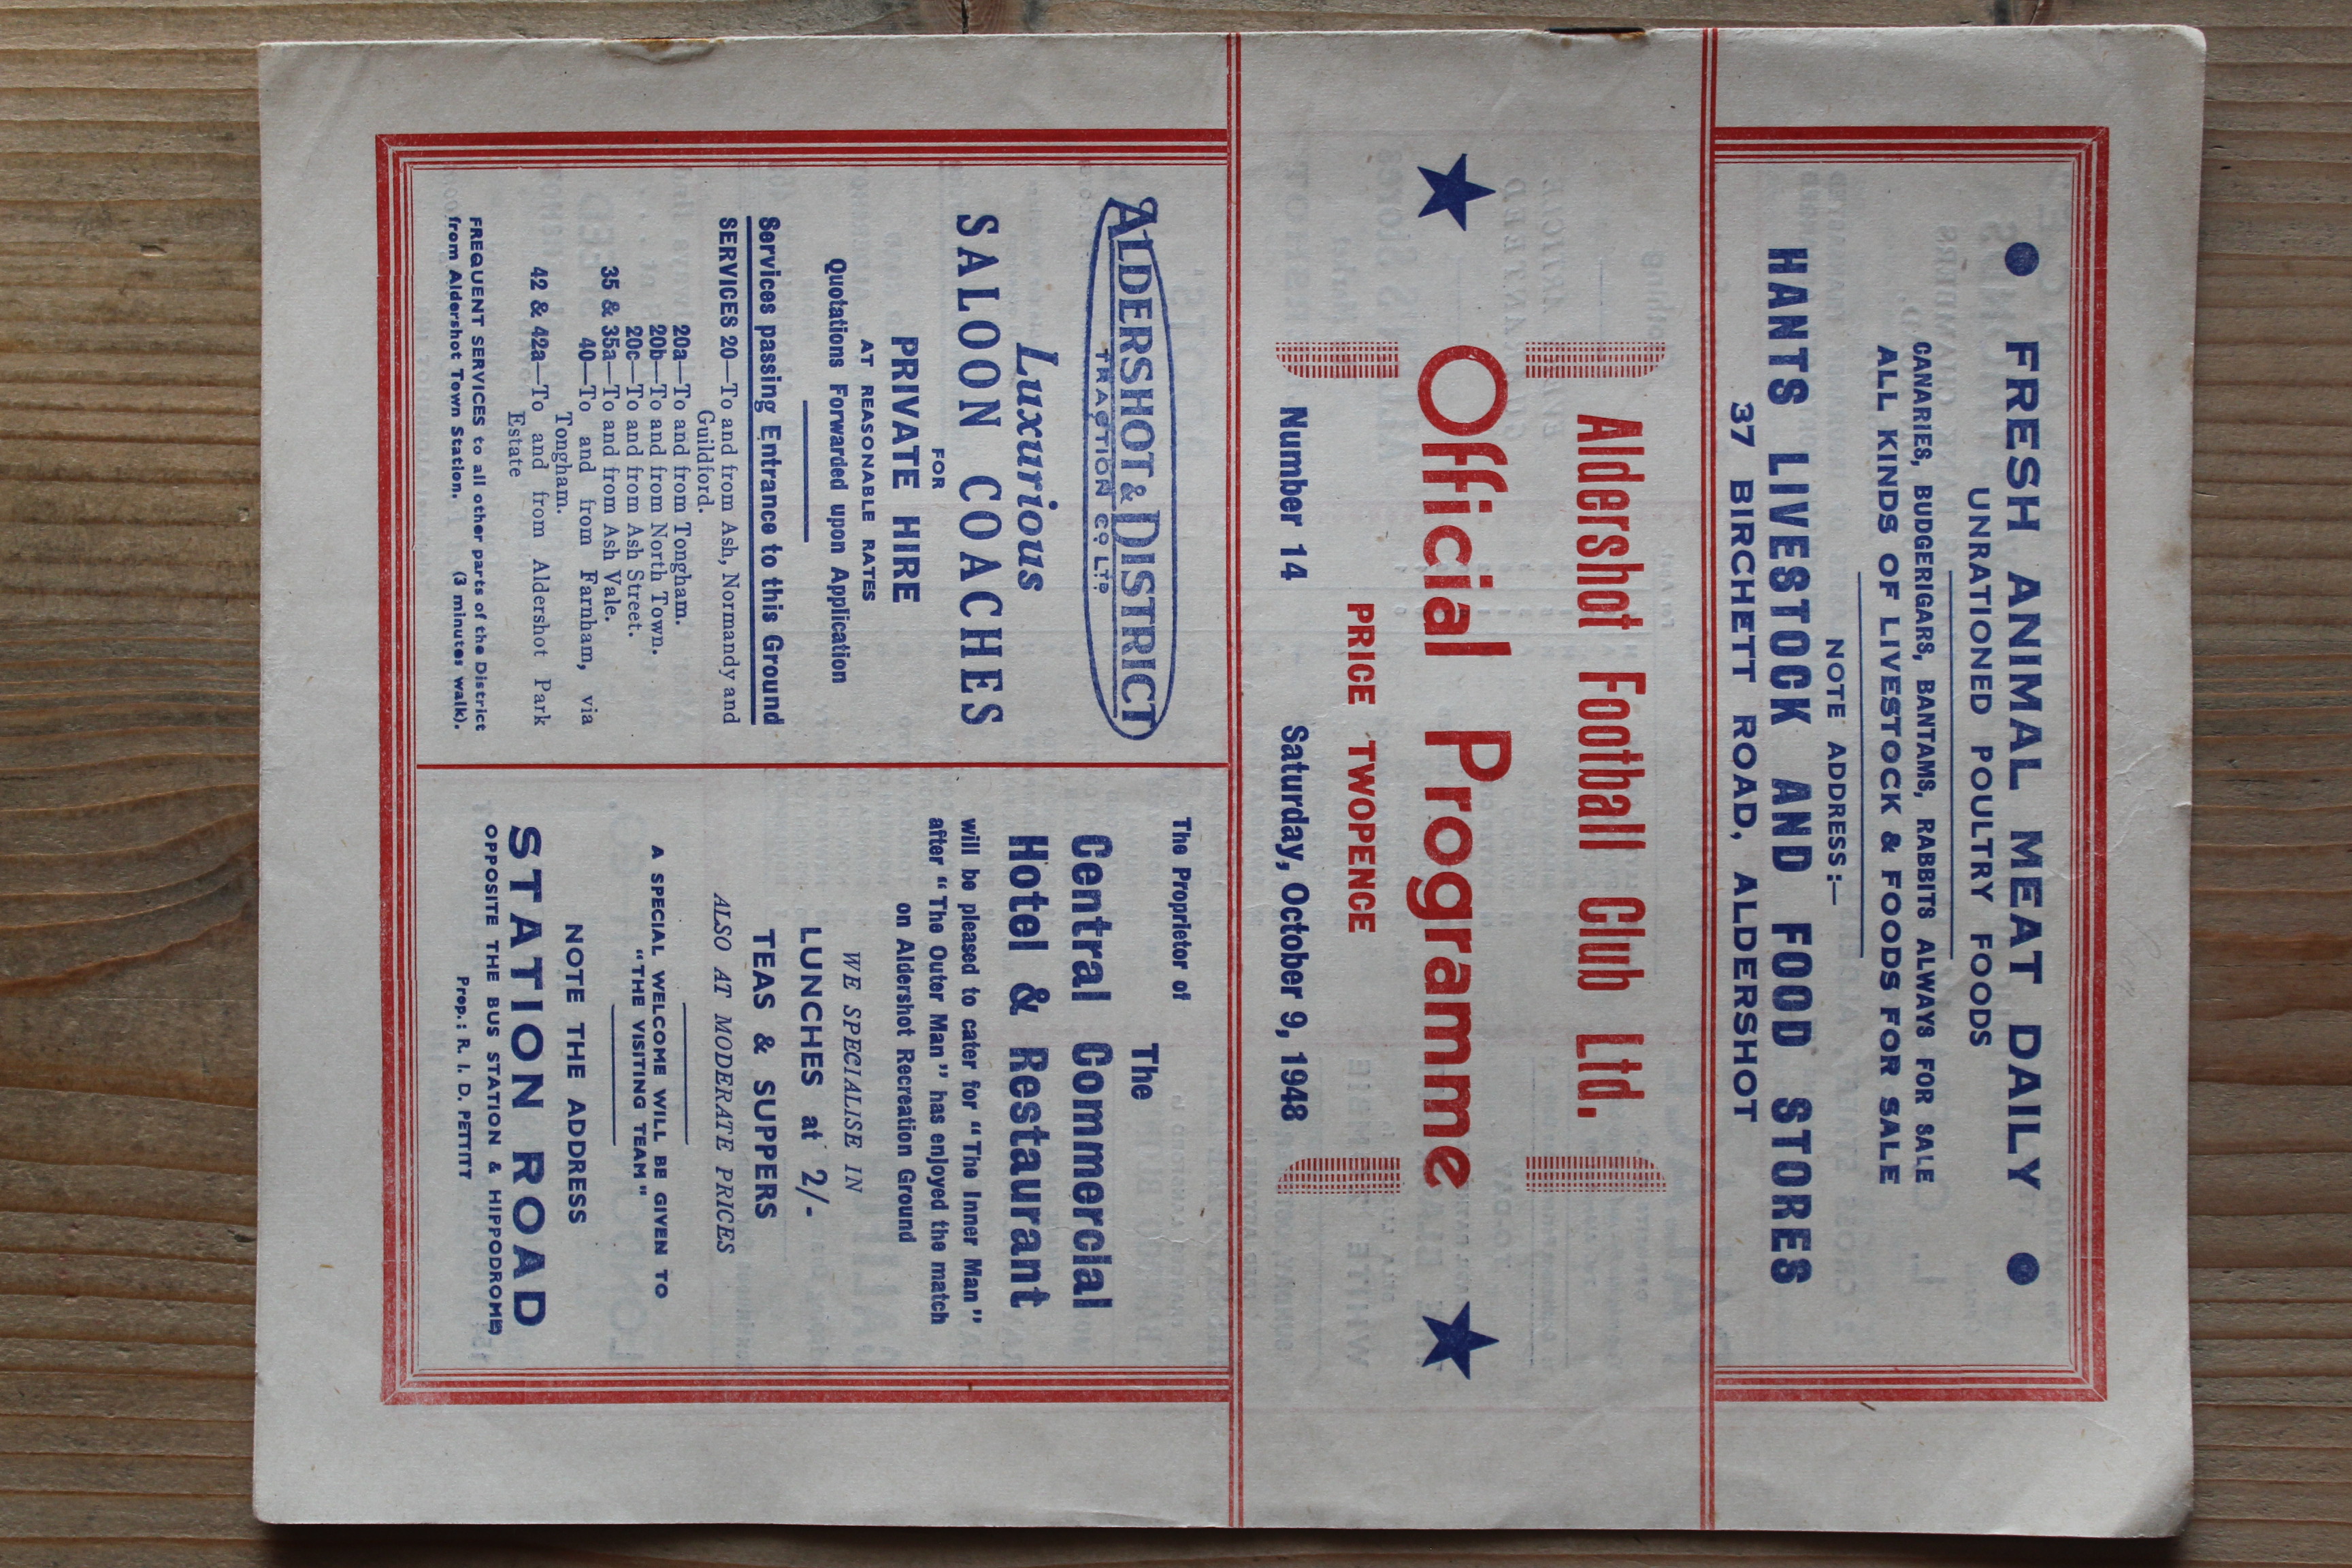 ● FRESH ANIMAL MEAT DAILY ●
UNRATIONED POULTRY FOODS
CANARIES, BUDGERIGARS, BANTAMS, RABBITS ALWAYS FOR SALE
ALL KINDS OF LIVESTOCK & FOODS FOR SALE
NOTE ADDRESS:—
HANTS LIVESTOCK AND FOOD STORES
37 BIRCHETT ROAD, ALDERSHOT
Aldershot Football Club Ltd.
★ Official Programme ★
PRICE TWOPENCE
Number 14 Saturday, October 9, 1948
ALDERSHOT & DISTRICT
TRACTION CO LTD
Luxurious
SALOON COACHES
FOR
PRIVATE HIRE
AT REASONABLE RATES
Quotations Forwarded upon Application
Services passing Entrance to this Ground
SERVICES 20—To and from Ash, Normandy and
Guildford.
20a—To and from Tongham.
20b—To and from North Town.
20c—To and from Ash Street.
35 & 35a—To and from Ash Vale.
40—To and from Farnham, via
Tongham.
42 & 42a—To and from Aldershot Park
Estate
FREQUENT SERVICES to all other parts of the District
from Aldershot Town Station. (3 minutes walk).
The Proprietor of
The
Central Commercial
Hotel & Restaurant
will be pleased to cater for "The Inner Man"
after "The Outer Man" has enjoyed the match
on Aldershot Recreation Ground
WE SPECIALISE IN
LUNCHES at 2/-
TEAS & SUPPERS
ALSO AT MODERATE PRICES
A SPECIAL WELCOME WILL BE GIVEN TO
"THE VISITING TEAM"
NOTE THE ADDRESS
STATION ROAD
OPPOSITE THE BUS STATION & HIPPODROME)
Prop.: R. I. D. PETTITT